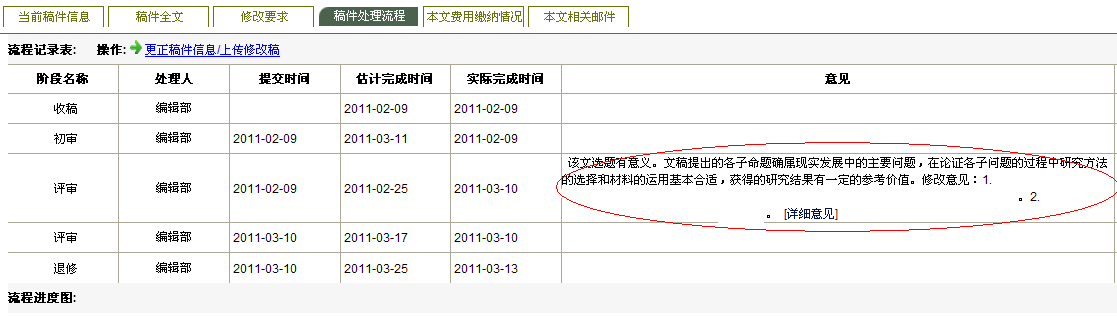 当前稿件信息 稿件全文 修改要求 稿件处理流程 本文费用缴纳情况 本文相关邮件
流程记录表: 操作: 更正稿件信息/上传修改稿
阶段名称 处理人 提交时间 估计完成时间 实际完成时间 意见
收稿 编辑部 2011-02-09 2011-02-09
初审 编辑部 2011-02-09 2011-03-11 2011-02-09
该文选题有意义。文稿提出的各子命题确属现实发展中的主要问题，在论证各子问题的过程中研究方法
评审 编辑部 2011-02-09 2011-02-25 2011-03-10 的选择和材料的运用基本合适，获得的研究结果有一定的参考价值。修改意见：1.
。2.
。 [详细意见]
评审 编辑部 2011-03-10 2011-03-17 2011-03-10
退修 编辑部 2011-03-10 2011-03-25 2011-03-13
流程进度图: